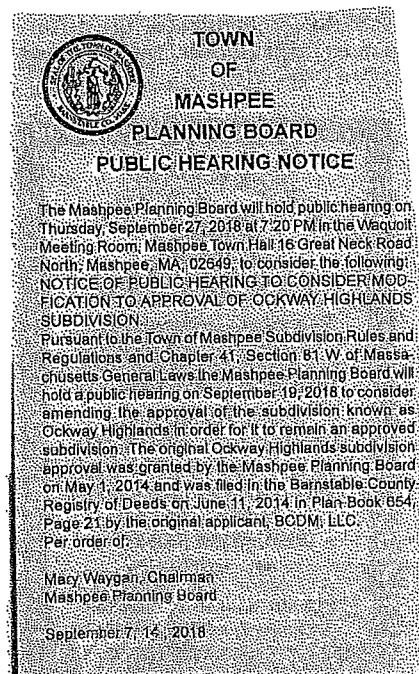 TOWN
OF
MASHPEE
PLANNING BOARD
PUBLIC HEARING NOTICE
The Mashpee Planning Board will hold public hearing on
Thursday, September 27, 2018 at 7:20 PM in the Waquoit
Meeting Room, Mashpee Town Hall 16 Great Neck Road
North, Mashpee, MA, 02649, to consider the following:
NOTICE OF PUBLIC HEARING TO CONSIDER MOD-
FICATION TO APPROVAL OF OCKWAY HIGHLANDS
SUBDIVISION
Pursuant to the Town of Mashpee Subdivision Rules and
Regulations and Chapter 41, Section 81 W of Massa-
chusetts General Laws the Mashpee Planning Board will
hold a public hearing on September 19, 2018 to consider
amending the approval of the subdivision known as
Ockway Highlands in order for it to remain an approved
subdivision. The original Ockway Highlands subdivision
approval was granted by the Mashpee Planning Board
on May 1, 2014 and was filed in the Barnstable County
Registry of Deeds on June 11, 2014 in Plan Book 654,
Page 21 by the original applicant, BCDM, LLC.
Per order of:
Mary Waygan, Chairman
Mashpee Planning Board
September 7, 14, 2018